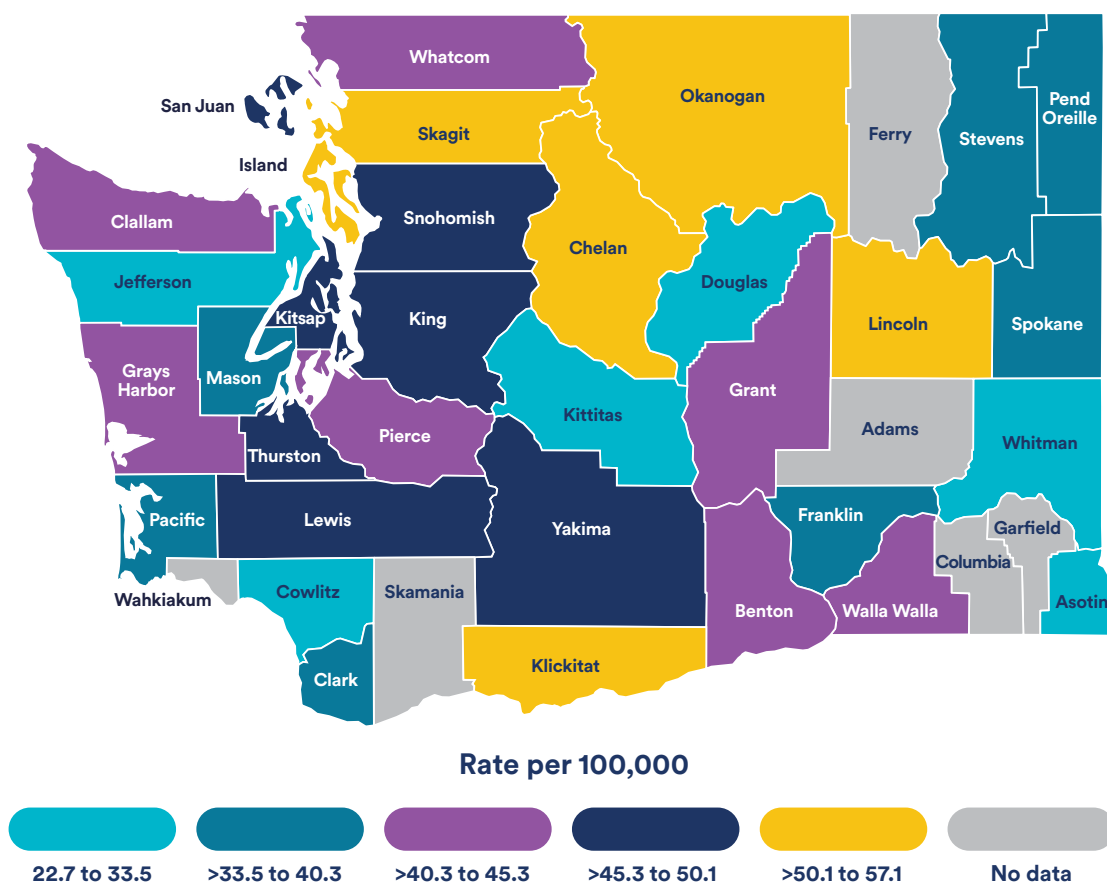 Whatcom
San Juan
Okanogan
Pend
Oreille
Skagit
Ferry
Stevens
Island
Clallam
Snohomish
Chelan
Jefferson
Douglas
Kitsap
King
Lincoln
Spokane
Grays
Harbor
Mason
Grant
Kittitas
Adams
Pierce
Whitman
Thurston
Pacific
Lewis
Yakima
Franklin
Garfield
Columbia
Wahkiakum
Cowlitz
Skamania
Benton
Walla Walla
Asotin
Klickitat
Clark
Rate per 100,000
22.7 to 33.5
>33.5 to 40.3
>40.3 to 45.3
>45.3 to 50.1
>50.1 to 57.1
No data